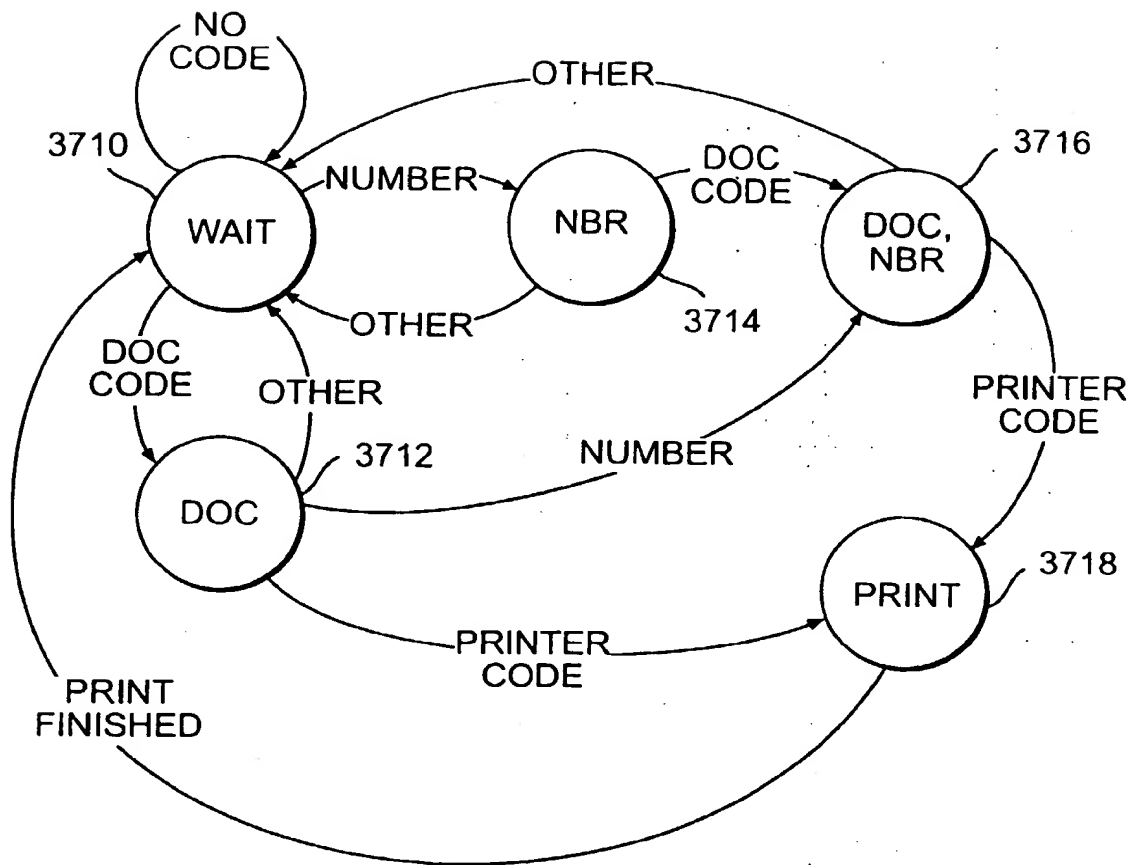 NO
CODE
OTHER
3710
3716
NUMBER
DOC
CODE
WAIT
NBR
DOC,
NBR
3714
OTHER
DOC
CODE
OTHER
PRINTER
CODE
3712
NUMBER
DOC
3718
PRINT
PRINTER
CODE
PRINT
FINISHED